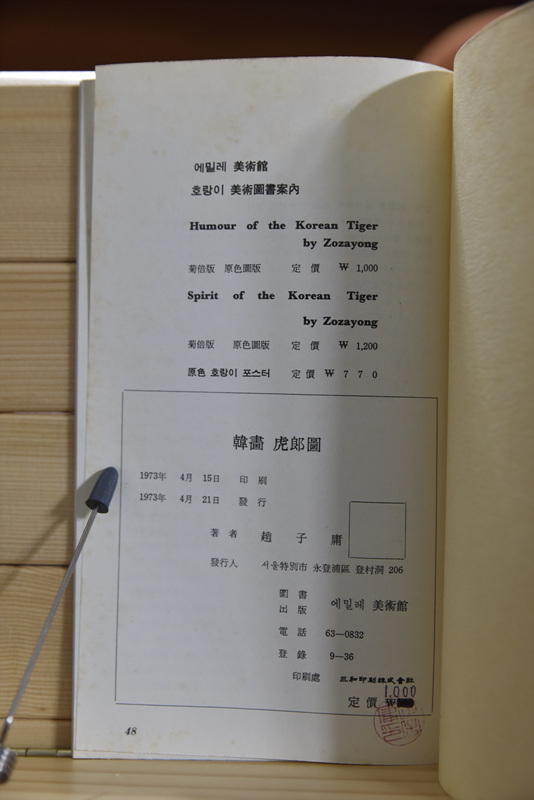 에밀레 美術館
호랑이 美術圖書案內
Humour of the Korean Tiger
by Zozayong
菊倍版 原色圖版 定 價 ₩ 1,000
Spirit of the Korean Tiger
by Zozayong
菊倍版 原色圖版 定 價 ₩ 1,200
原色 호랑이 포스터 定 價 ₩ 7 7 0
韓畵 虎郞圖
1973年 4月 15日 印 刷
1973年 4月 21日 發 行
著 者 趙 子 庸
發行人 서울特別市 永登浦區 登村洞 206
圖 書
出 版 에밀레 美術館
電 話 63—0832
登 錄 9—36
印刷處 三和印刷株式會社
1,000
定 價 ₩
48